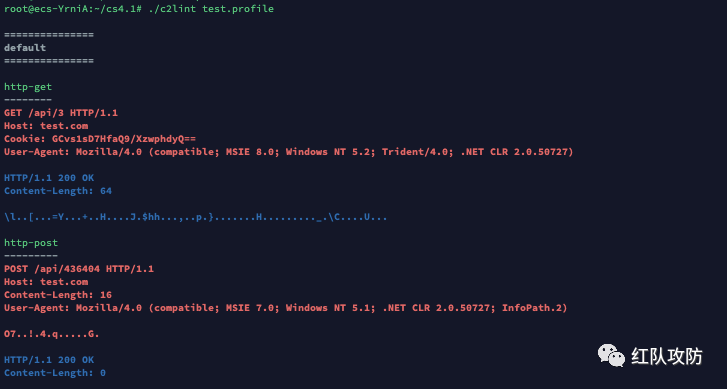 root@ecs-YrniA:~/cs4.1# ./c2lint test.profile
===============
default
===============
http-get
--------
GET /api/3 HTTP/1.1
Host: test.com
Cookie: GCvs1sD7HfaQ9/XzwphdyQ==
User-Agent: Mozilla/4.0 (compatible; MSIE 8.0; Windows NT 5.2; Trident/4.0; .NET CLR 2.0.50727)
HTTP/1.1 200 OK
Content-Length: 64
\l..[...=Y...+..H....J.$hh...,..p.}.......H........._.\C....U...
http-post
---------
POST /api/436404 HTTP/1.1
Host: test.com
Content-Length: 16
User-Agent: Mozilla/4.0 (compatible; MSIE 7.0; Windows NT 5.1; .NET CLR 2.0.50727; InfoPath.2)
O7..!.4.q.....G.
HTTP/1.1 200 OK
Content-Length: 0
红队攻防